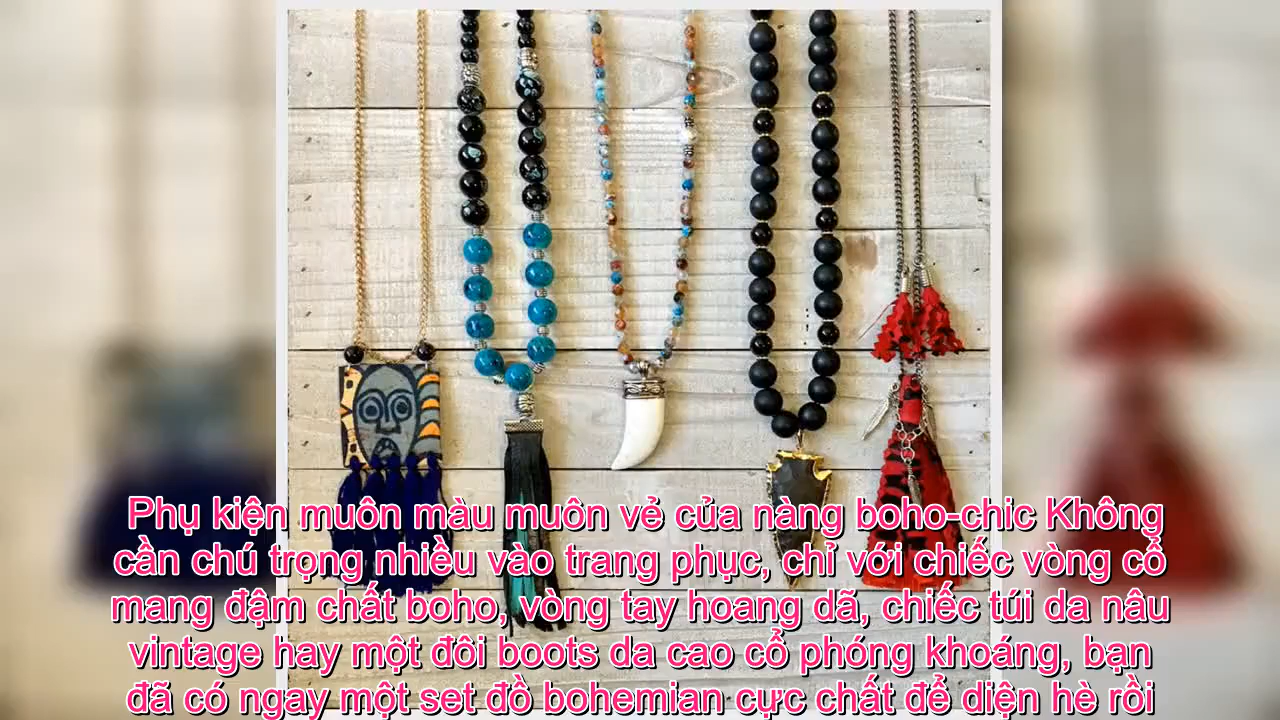 Phụ kiện muôn màu muôn vẻ của nàng boho-chic Không
cần chú trọng nhiều vào trang phục, chỉ với chiếc vòng cổ
mang đậm chất boho, vòng tay hoang dã, chiếc túi da nâu
vintage hay một đôi boots da cao cổ phóng khoáng, bạn
đã có ngay một set đồ bohemian cực chất để diện hè rồi